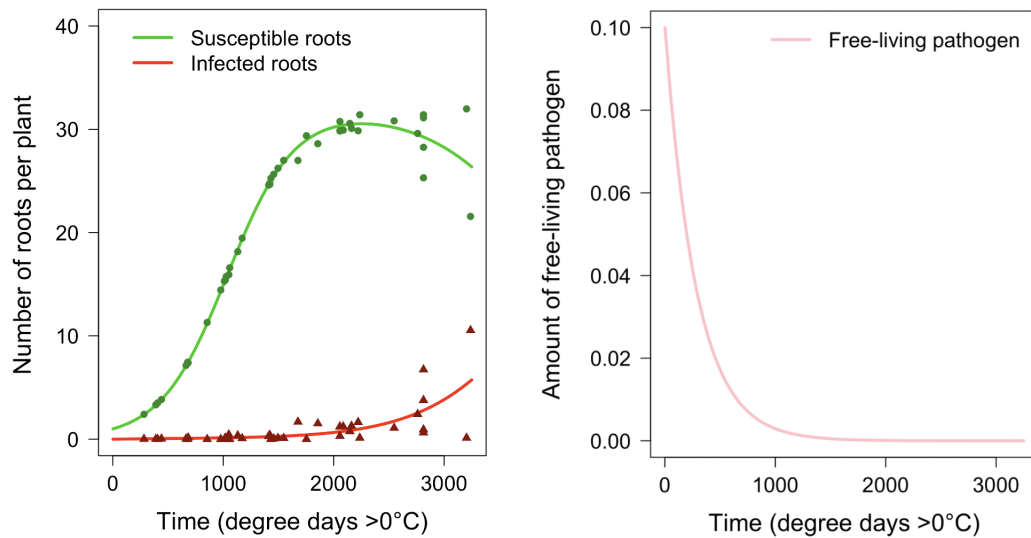 Number of roots per plant
40
30
20
10
0
Susceptible roots
Infected roots
0 1000 2000 3000
Time (degree days >0°C)
Amount of free-living pathogen
0.10
0.08
0.06
0.04
0.02
0.00
Free-living pathogen
0 1000 2000 3000
Time (degree days >0°C)